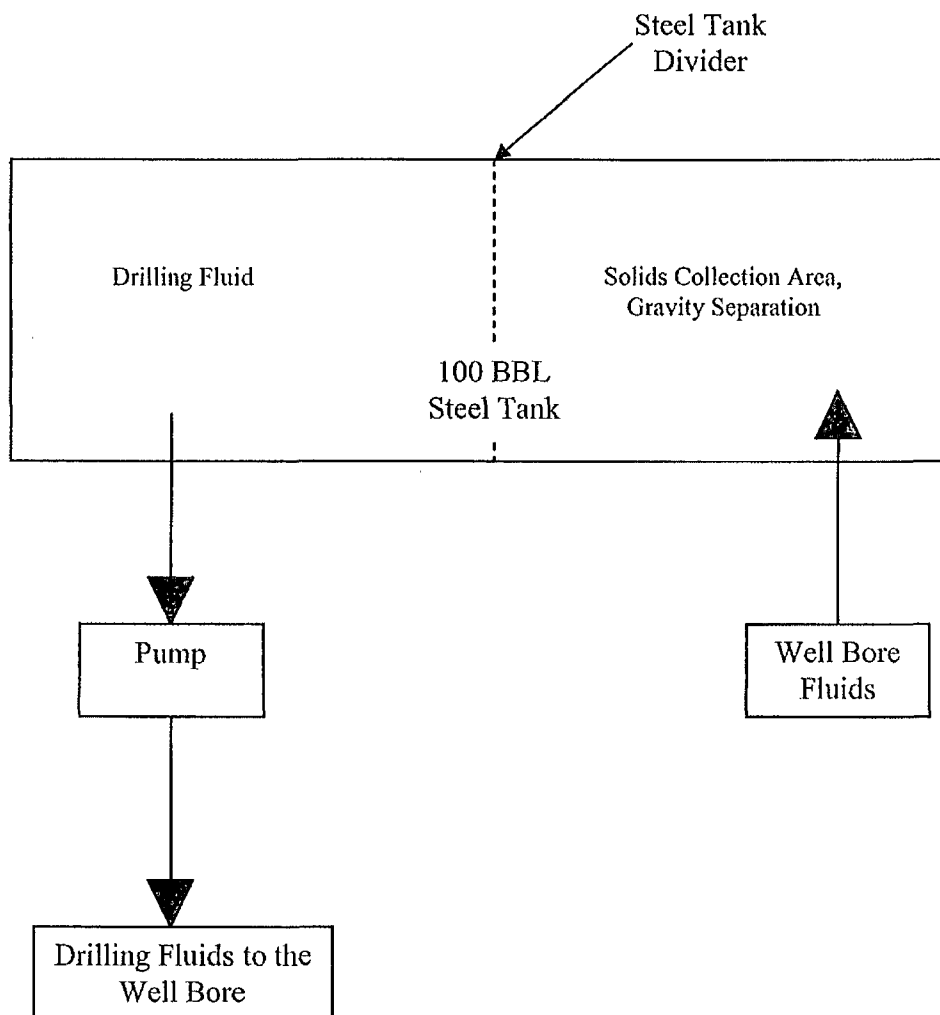 Steel Tank
Divider
Drilling Fluid
Solids Collection Area,
Gravity Separation
100 BBL
Steel Tank
Pump
Well Bore
Fluids
Drilling Fluids to the
Well Bore